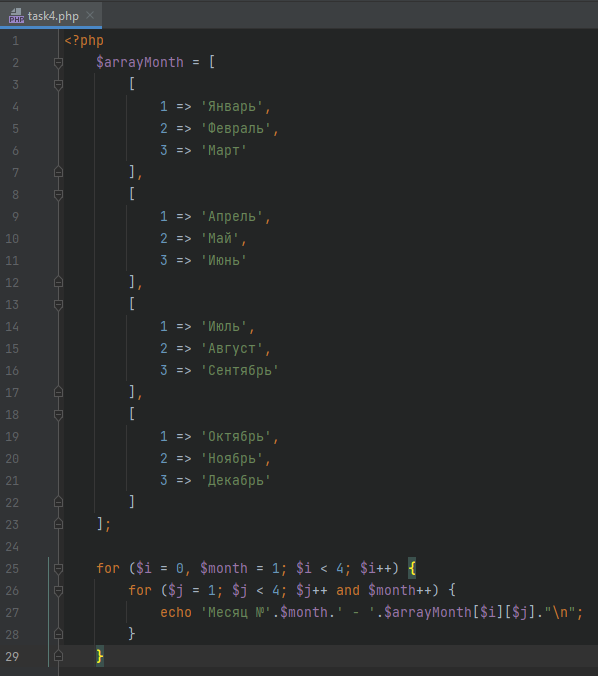 task4.php
1 <?php
2 $arrayMonth = [
3 [
4 1 => 'Январь',
5 2 => 'Февраль',
6 3 => 'Март'
7 ],
8 [
9 1 => 'Апрель',
10 2 => 'Май',
11 3 => 'Июнь'
12 ],
13 [
14 1 => 'Июль',
15 2 => 'Август',
16 3 => 'Сентябрь'
17 ],
18 [
19 1 => 'Октябрь',
20 2 => 'Ноябрь',
21 3 => 'Декабрь'
22 ]
23 ];
24
25 for ($i = 0, $month = 1; $i < 4; $i++) {
26 for ($j = 1; $j < 4; $j++ and $month++) {
27 echo 'Месяц №'.$month.' - '.$arrayMonth[$i][$j]."\n";
28 }
29 }